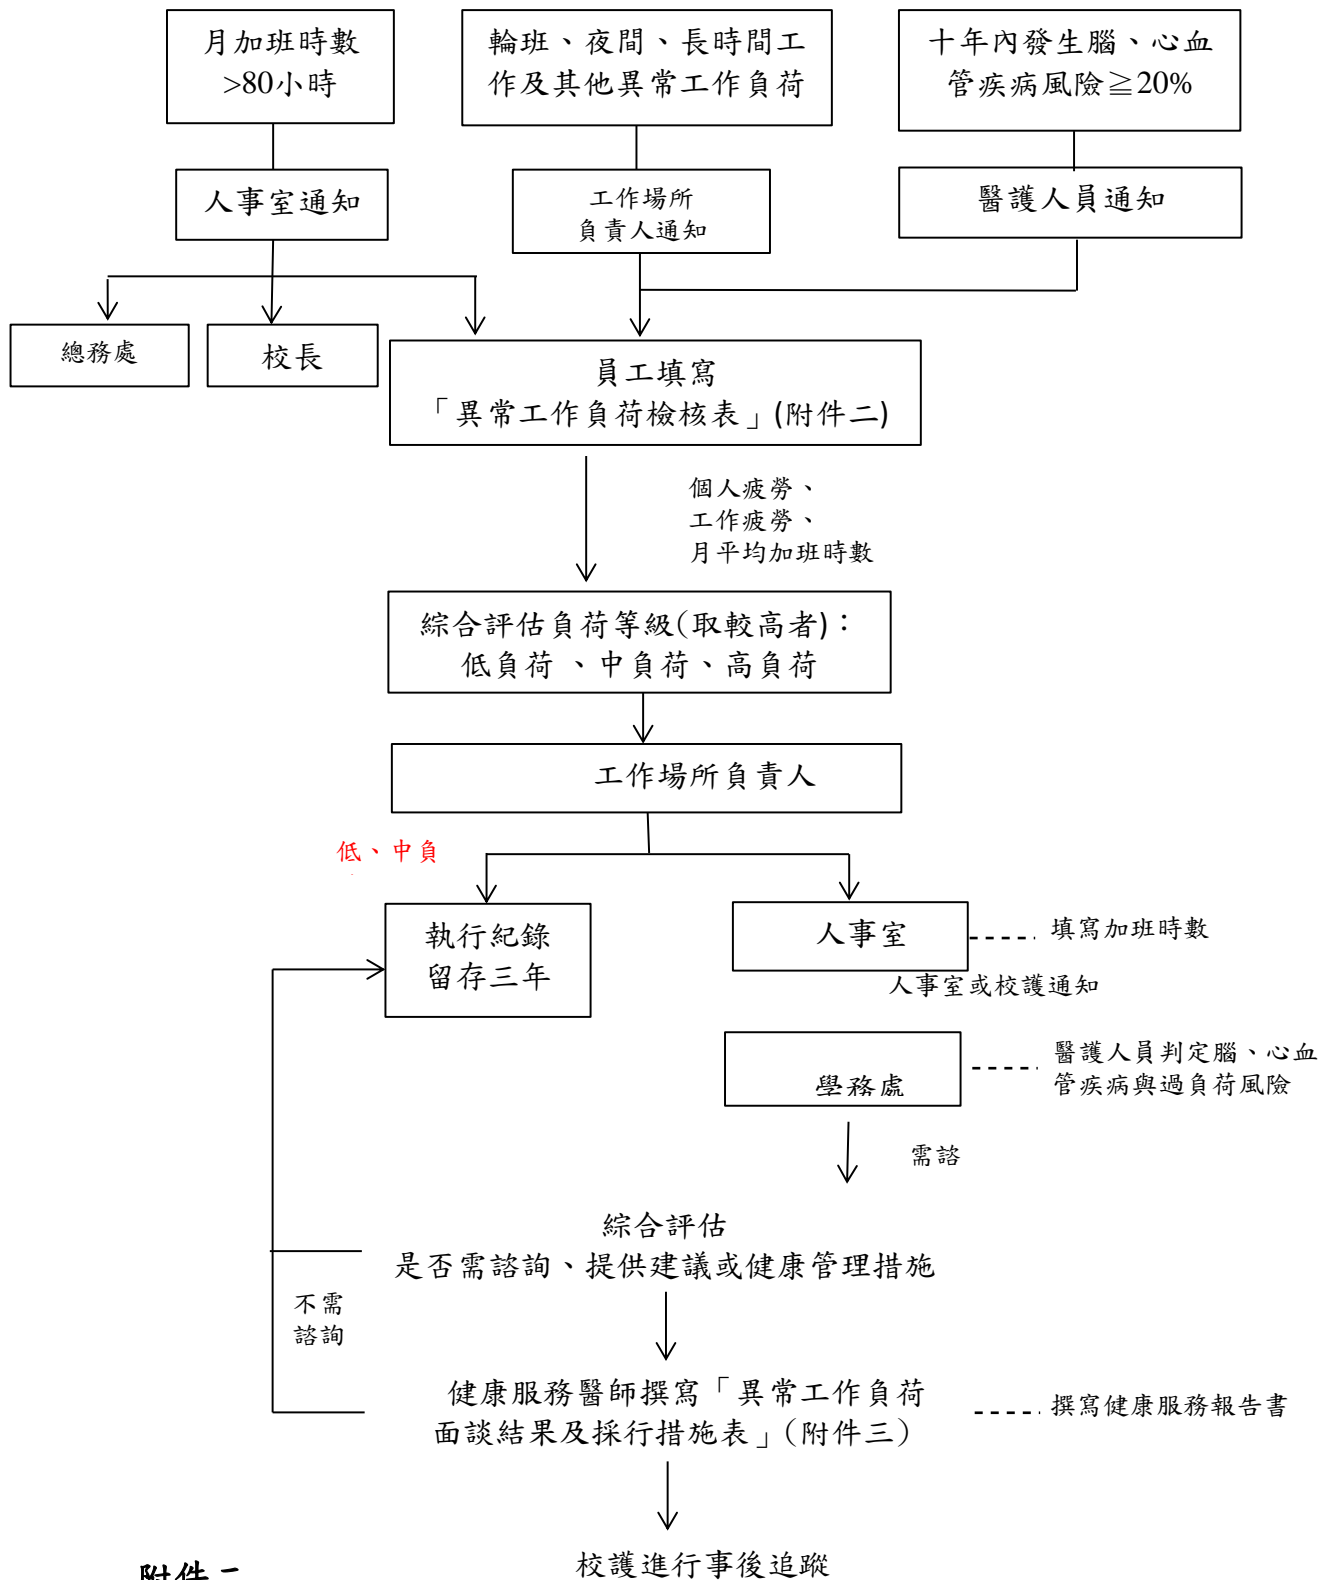 月加班時數
>80小時
輪班、夜間、長時間工
作及其他異常工作負荷
十年內發生腦、心血
管疾病風險≧20%
人事室通知
工作場所
負責人通知
醫護人員通知
總務處
校長
員工填寫
「異常工作負荷檢核表」(附件二)
個人疲勞、
工作疲勞、
月平均加班時數
綜合評估負荷等級(取較高者)：
低負荷、中負荷、高負荷
工作場所負責人
低、中負
執行紀錄
留存三年
人事室
填寫加班時數
人事室或校護通知
學務處
醫護人員判定腦、心血
管疾病與過負荷風險
需諮
綜合評估
是否需諮詢、提供建議或健康管理措施
不需
諮詢
健康服務醫師撰寫「異常工作負荷
面談結果及採行措施表」(附件三)
撰寫健康服務報告書
校護進行事後追蹤
附件二